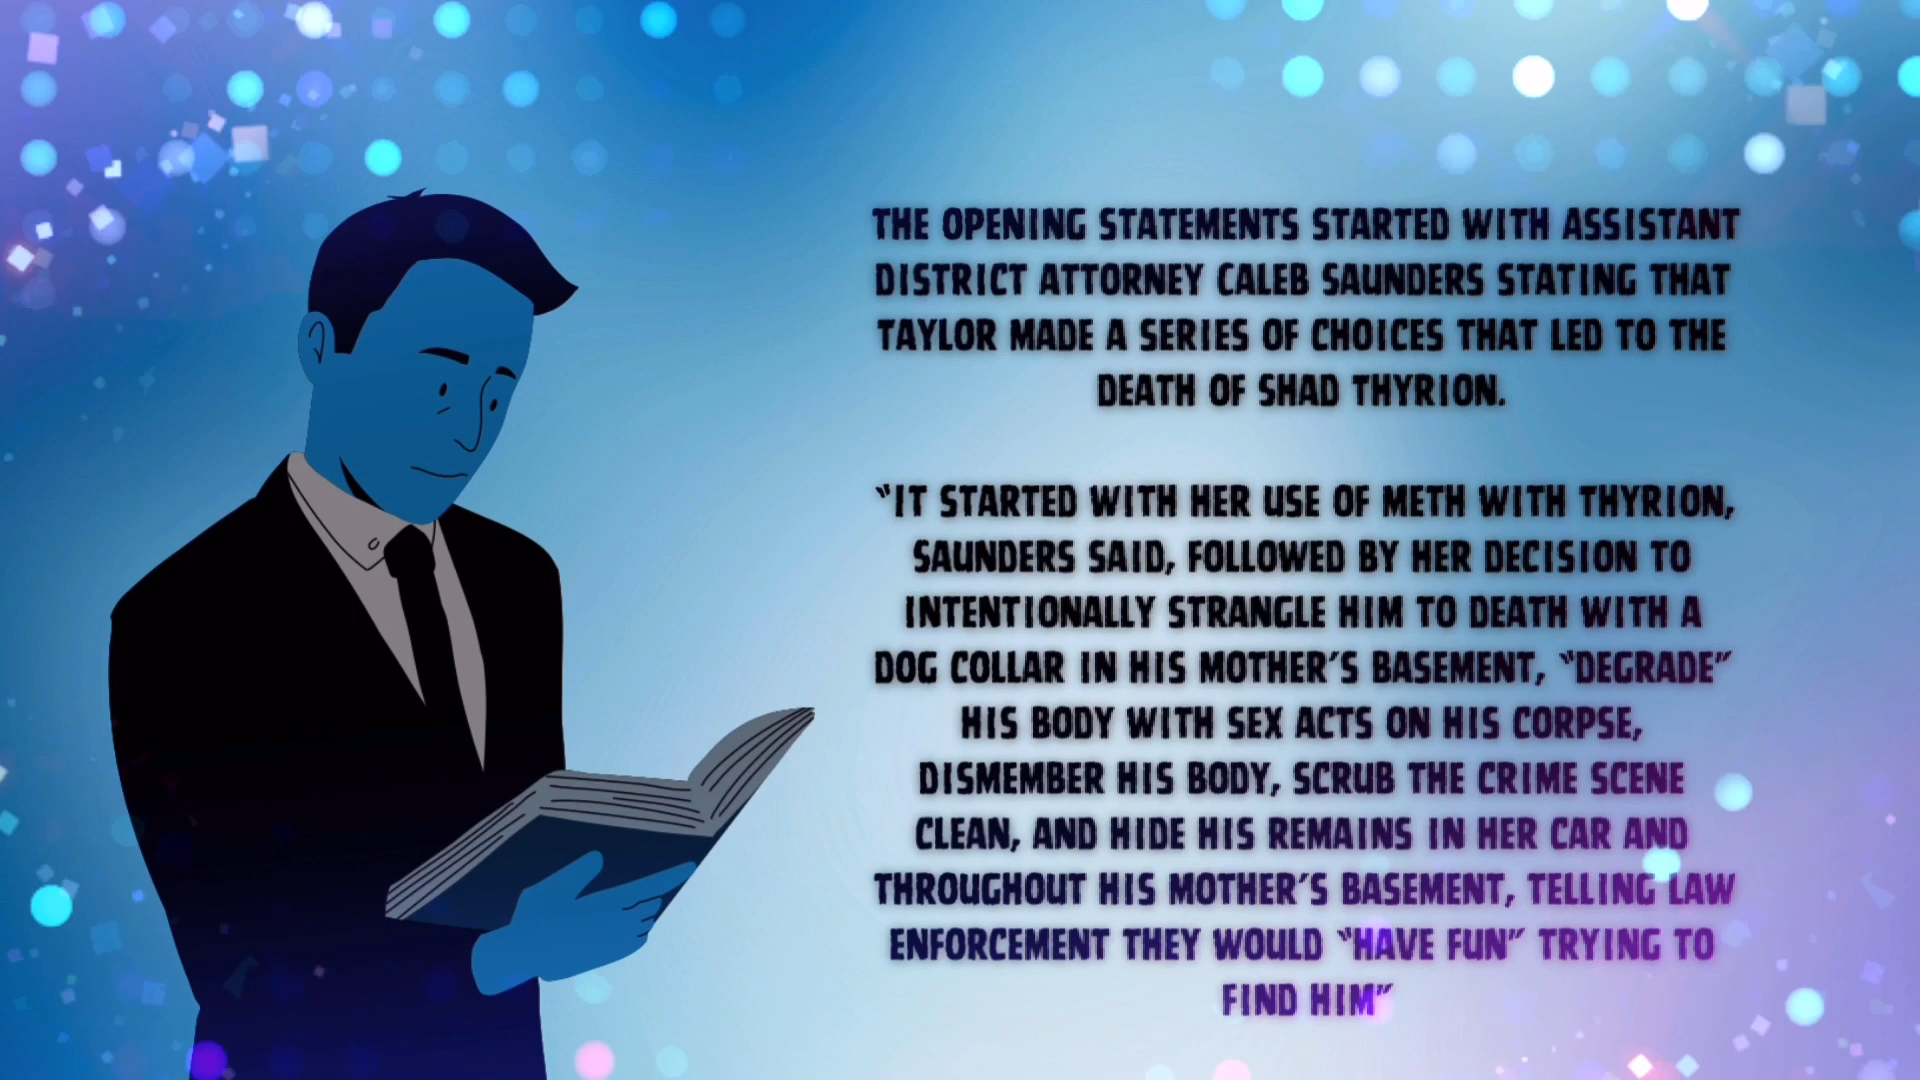 THE OPENING STATEMENTS STARTED WITH ASSISTANT
DISTRICT ATTORNEY CALEB SAUNDERS STATING THAT
TAYLOR MADE A SERIES OF CHOICES THAT LED TO THE
DEATH OF SHAD THYRION.
“IT STARTED WITH HER USE OF METH WITH THYRION,
SAUNDERS SAID, FOLLOWED BY HER DECISION TO
INTENTIONALLY STRANGLE HIM TO DEATH WITH A
DOG COLLAR IN HIS MOTHER’S BASEMENT, “DEGRADE”
HIS BODY WITH SEX ACTS ON HIS CORPSE,
DISMEMBER HIS BODY, SCRUB THE CRIME SCENE
CLEAN, AND HIDE HIS REMAINS IN HER CAR AND
THROUGHOUT HIS MOTHER’S BASEMENT, TELLING LAW
ENFORCEMENT THEY WOULD “HAVE FUN” TRYING TO
FIND HIM”